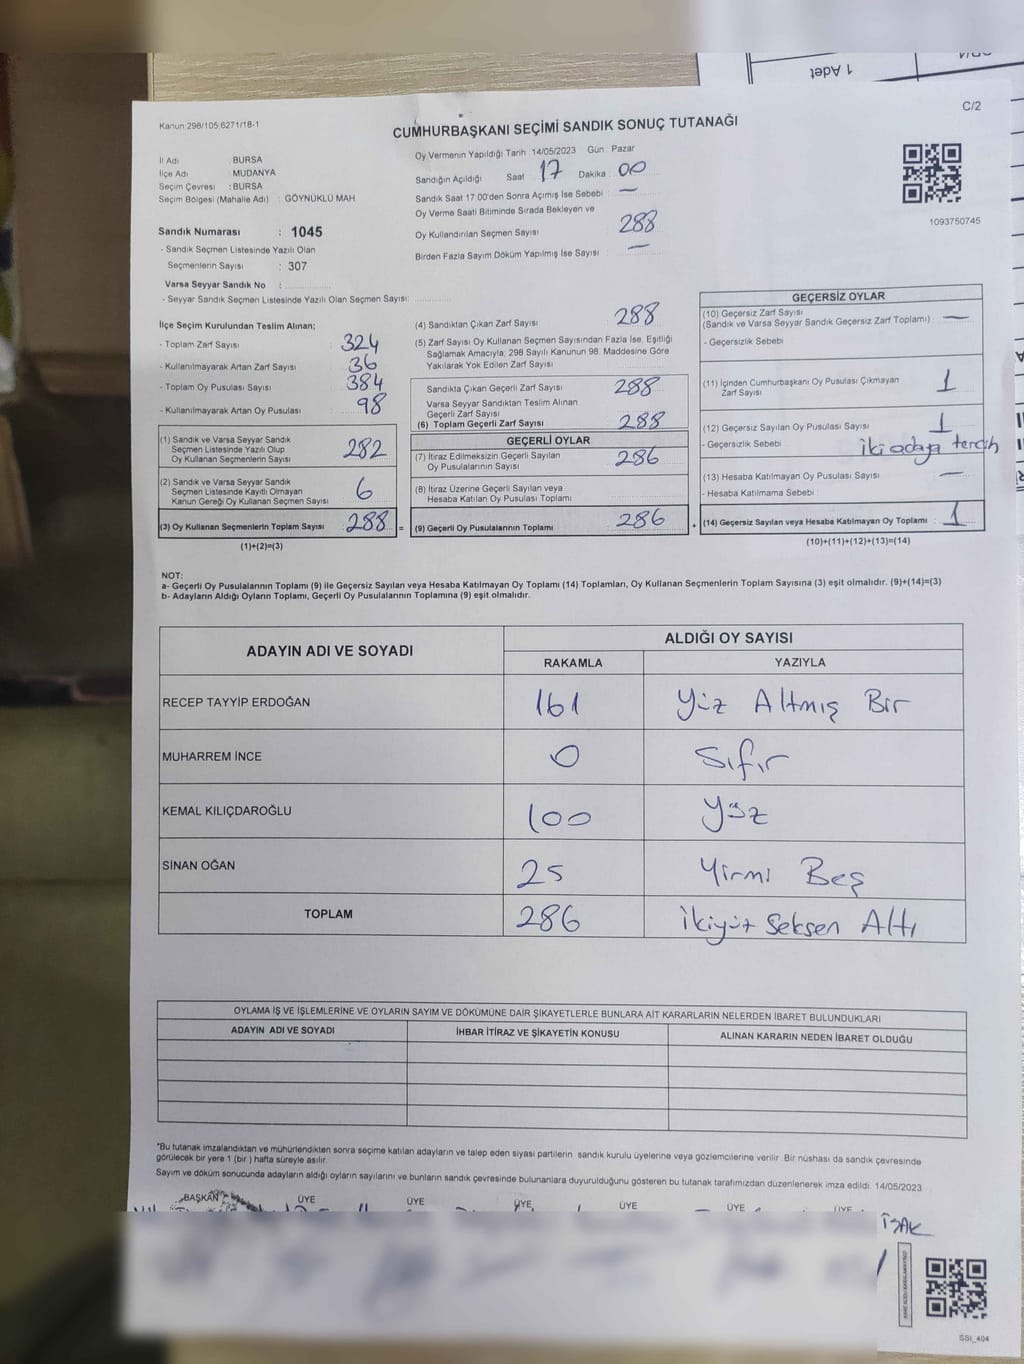 1 Adet
C/2
Kanun:298/105,6271/18-1
CUMHURBAŞKANI SEÇİMİ SANDIK SONUÇ TUTANAĞI
İl Adı : BURSA
İlçe Adı : MUDANYA
Seçim Çevresi : BURSA
Seçim Bölgesi (Mahalle Adı) : GÖYNÜKLÜ MAH
Sandık Numarası : 1045
- Sandık Seçmen Listesinde Yazılı Olan
Seçmenlerin Sayısı : 307
Varsa Seyyar Sandık No :
- Seyyar Sandık Seçmen Listesinde Yazılı Olan Seçmen Sayısı:
Oy Vermenin Yapıldığı Tarih :14/05/2023 Gün : Pazar
Sandığın Açıldığı Saat 17 Dakika 00
Sandık Saat 17 00'den Sonra Açımış İse Sebebi : —
Oy Verme Saati Bitiminde Sırada Bekleyen ve
Oy Kullandırılan Seçmen Sayısı : 288
Birden Fazla Sayım Döküm Yapılmış İse Sayısı : —
1093750745
İlçe Seçim Kurulundan Teslim Alınan;
- Toplam Zarf Sayısı : 324
- Kullanılmayarak Artan Zarf Sayısı : 36
- Toplam Oy Pusulası Sayısı : 384
- Kullanılmayarak Artan Oy Pusulası : 98
(1) Sandık ve Varsa Seyyar Sandık
Seçmen Listesinde Yazılı Olup
Oy Kullanan Seçmenlerin Sayısı : 282
(2) Sandık ve Varsa Seyyar Sandık
Seçmen Listesinde Kayıtlı Olmayan
Kanun Gereği Oy Kullanan Seçmen Sayısı : 6
(3) Oy Kullanan Seçmenlerin Toplam Sayısı : 288 =
(1)+(2)=(3)
(4) Sandıktan Çıkan Zarf Sayısı : 288
(5) Zarf Sayısı Oy Kullanan Seçmen Sayısından Fazla İse, Eşitliği
Sağlamak Amacıyla; 298 Sayılı Kanunun 98. Maddesine Göre
Yakılarak Yok Edilen Zarf Sayısı :
Sandıkta Çıkan Geçerli Zarf Sayısı : 288
Varsa Seyyar Sandıktan Teslim Alınan
Geçerli Zarf Sayısı :
(6) Toplam Geçerli Zarf Sayısı : 288
GEÇERLİ OYLAR
(7) İtiraz Edilmeksizin Geçerli Sayılan
Oy Pusulalarının Sayısı : 286
(8) İtiraz Üzerine Geçerli Sayılan veya
Hesaba Katılan Oy Pusulası Toplamı :
(9) Geçerli Oy Pusulalarının Toplamı : 286 +
GEÇERSİZ OYLAR
(10) Geçersiz Zarf Sayısı
(Sandık ve Varsa Seyyar Sandık Geçersiz Zarf Toplamı) : —
- Geçersizlik Sebebi :
(11) İçinden Cumhurbaşkanı Oy Pusulası Çıkmayan
Zarf Sayısı : 1
(12) Geçersiz Sayılan Oy Pusulası Sayısı : 1
- Geçersizlik Sebebi : iki adaya tercih
(13) Hesaba Katılmayan Oy Pusulası Sayısı : —
- Hesaba Katılmama Sebebi :
(14) Geçersiz Sayılan veya Hesaba Katılmayan Oy Toplamı : 1
(10)+(11)+(12)+(13)=(14)
NOT:
a- Geçerli Oy Pusulalarının Toplamı (9) ile Geçersiz Sayılan veya Hesaba Katılmayan Oy Toplamı (14) Toplamları, Oy Kullanan Seçmenlerin Toplam Sayısına (3) eşit olmalıdır. (9)+(14)=(3)
b- Adayların Aldığı Oyların Toplamı, Geçerli Oy Pusulalarının Toplamına (9) eşit olmalıdır.
ADAYIN ADI VE SOYADI
ALDIĞI OY SAYISI
RAKAMLA YAZIYLA
RECEP TAYYİP ERDOĞAN 161 Yüz Altmış Bir
MUHARREM İNCE 0 Sıfır
KEMAL KILIÇDAROĞLU 100 Yüz
SİNAN OĞAN 25 Yirmi Beş
TOPLAM 286 İkiyüz Seksen Altı
OYLAMA İŞ VE İŞLEMLERİNE VE OYLARIN SAYIM VE DÖKÜMÜNE DAİR ŞİKAYETLERLE BUNLARA AİT KARARLARIN NELERDEN İBARET BULUNDUKLARI
ADAYIN ADI VE SOYADI İHBAR İTİRAZ VE ŞİKAYETİN KONUSU ALINAN KARARIN NEDEN İBARET OLDUĞU
*Bu tutanak imzalandıktan ve mühürlendikten sonra seçime katılan adayların ve talep eden siyasi partilerin sandık kurulu üyelerine veya gözlemcilerine verilir. Bir nüshası da sandık çevresinde
görülecek bir yere 1 (bir ) hafta süreyle asılır.
Sayım ve döküm sonucunda adayların aldığı oyların sayılarını ve bunların sandık çevresinde bulunanlara duyurulduğunu gösteren bu tutanak tarafımızdan düzenlenerek imza edildi. 14/05/2023
BAŞKAN ÜYE ÜYE ÜYE ÜYE ÜYE ÜYE
SSI_404